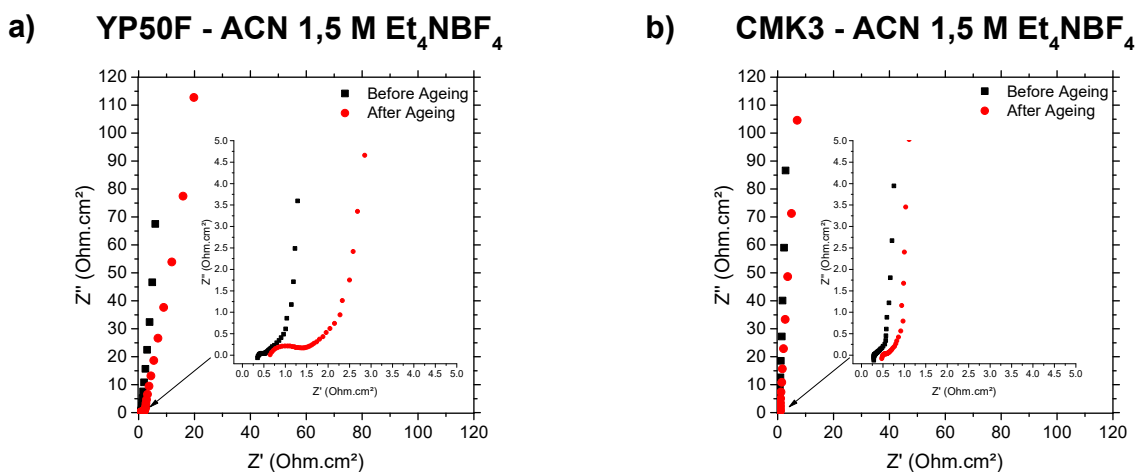 a) YP50F - ACN 1,5 M Et₄NBF₄
120
110
100
90
80
70
60
50
40
30
20
10
0
Z'' (Ohm.cm²)
Before Ageing
After Ageing
5.0
4.5
4.0
3.5
3.0
2.5
2.0
1.5
1.0
0.5
0.0
Z'' (Ohm.cm²)
0.0 0.5 1.0 1.5 2.0 2.5 3.0 3.5 4.0 4.5 5.0
Z' (Ohm.cm²)
0 20 40 60 80 100 120
Z' (Ohm.cm²)
b) CMK3 - ACN 1,5 M Et₄NBF₄
120
110
100
90
80
70
60
50
40
30
20
10
0
Z'' (Ohm.cm²)
Before Ageing
After Ageing
5.0
4.5
4.0
3.5
3.0
2.5
2.0
1.5
1.0
0.5
0.0
Z'' (Ohm.cm²)
0.0 0.5 1.0 1.5 2.0 2.5 3.0 3.5 4.0 4.5 5.0
Z' (Ohm.cm²)
0 20 40 60 80 100 120
Z' (Ohm.cm²)